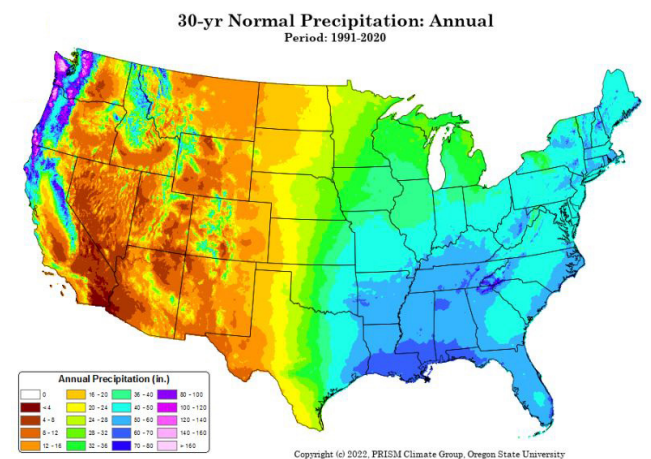 30-yr Normal Precipitation: Annual
Period: 1991-2020
Annual Precipitation (in.)
0 16 - 20 36 - 40 80 - 100
< 4 20 - 24 40 - 50 100 - 120
4 - 8 24 - 28 50 - 60 120 - 140
8 - 12 28 - 32 60 - 70 140 - 160
12 - 16 32 - 36 70 - 80 > 160
Copyright (c) 2022, PRISM Climate Group, Oregon State University